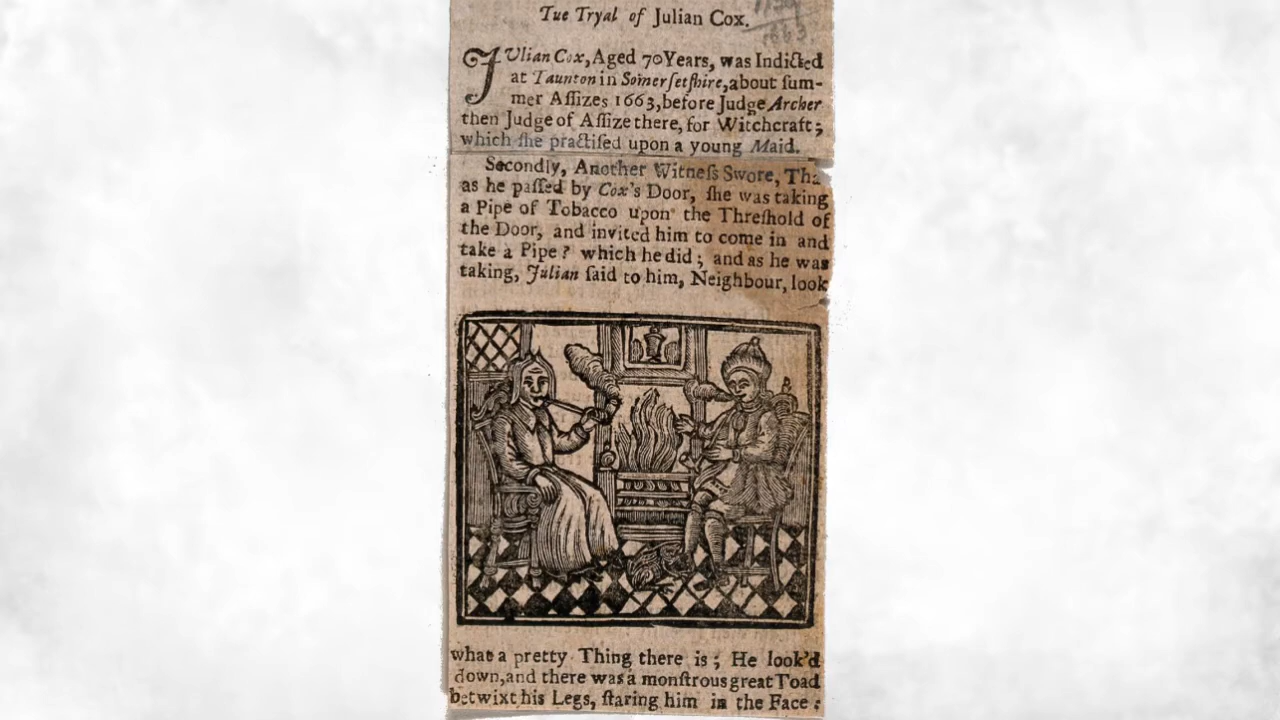 Tue Tryal of Julian Cox.
JUlian Cox, Aged 70 Years, was Indicted
at Taunton in Somerſetſhire, about ſum-
mer Aſſizes 1663, before Judge Archer
then Judge of Aſſize there, for Witchcraft;
which ſhe practiſed upon a young Maid.
Secondly, Another Witneſs Swore, Tha
as he paſſed by Cox's Door, ſhe was taking
a Pipe of Tobacco upon the Threſhold of
the Door, and invited him to come in and
take a Pipe? which he did; and as he was
taking, Julian ſaid to him, Neighbour, look
what a pretty Thing there is; He look'd
down, and there was a monſtrous great Toad
betwixt his Legs, ſtaring him in the Face: